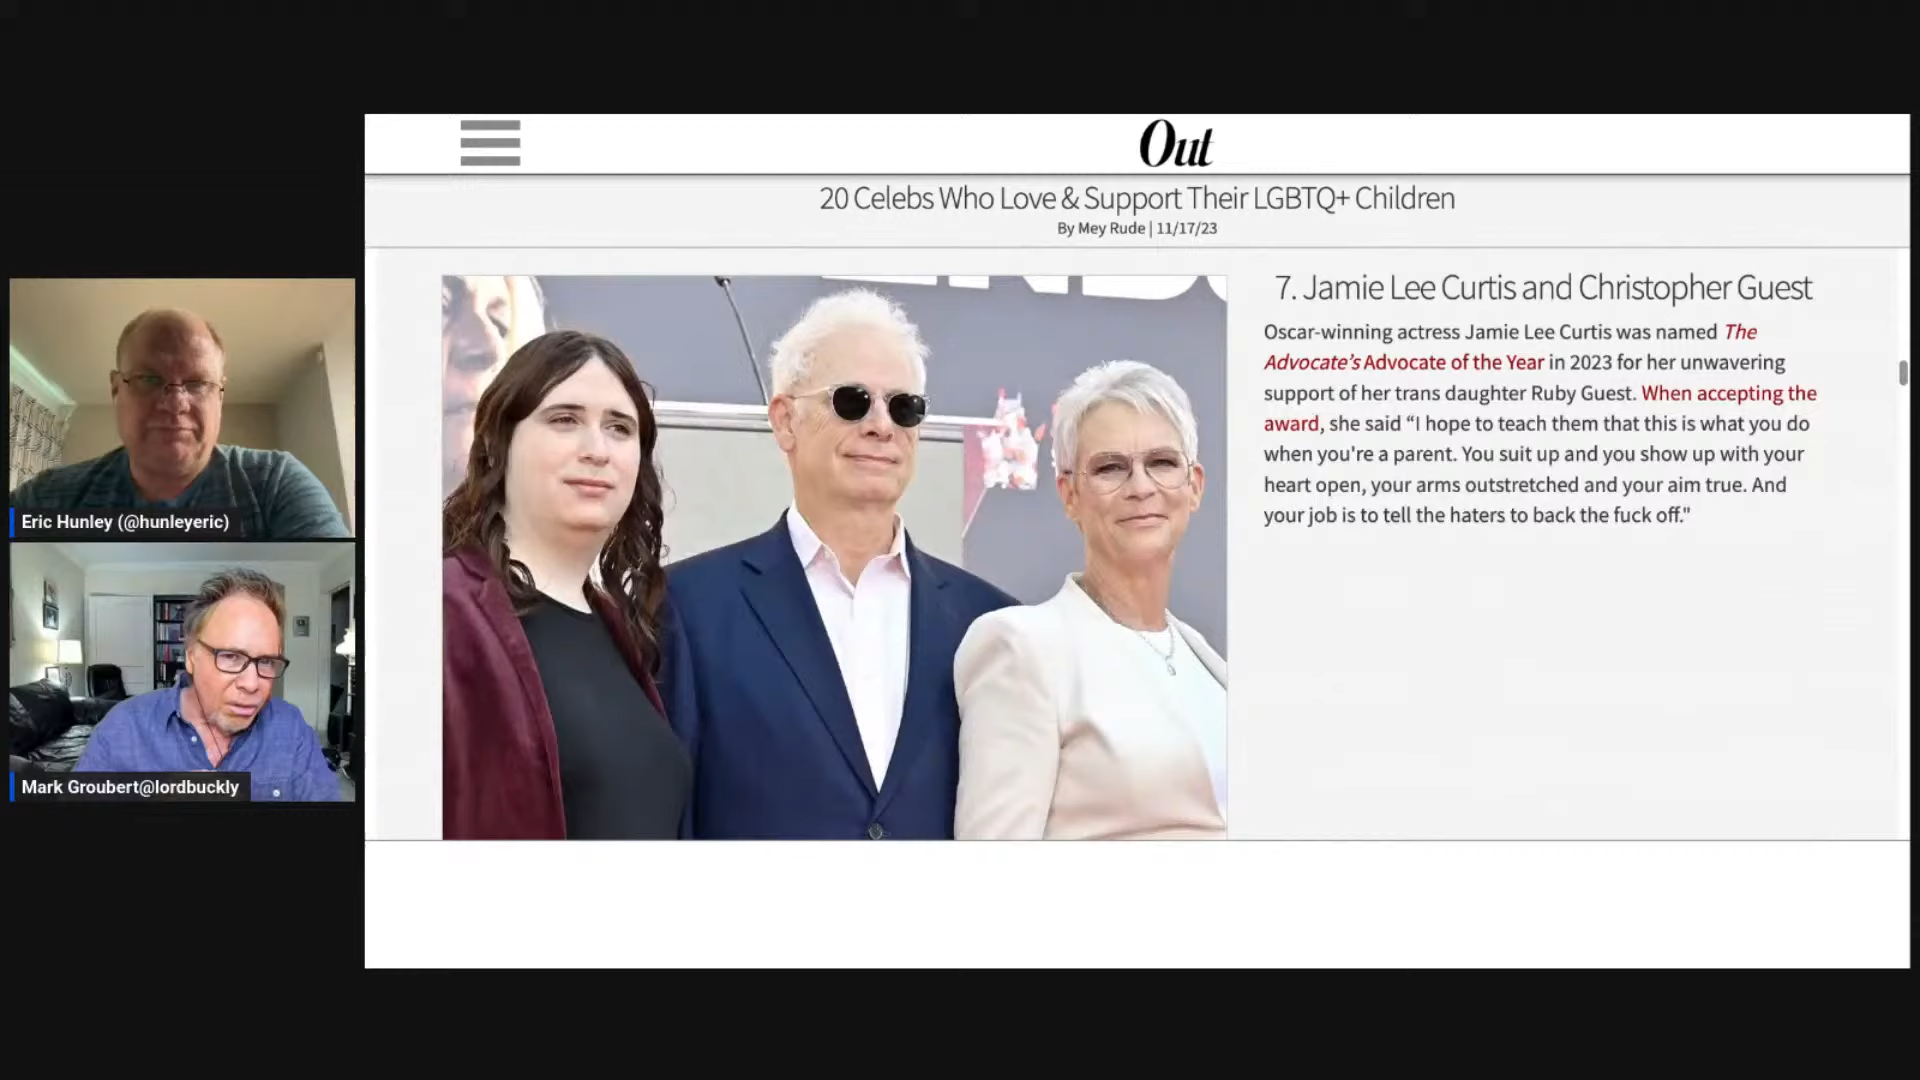 Out
20 Celebs Who Love & Support Their LGBTQ+ Children
By Mey Rude | 11/17/23
7. Jamie Lee Curtis and Christopher Guest
Oscar-winning actress Jamie Lee Curtis was named The
Advocate's Advocate of the Year in 2023 for her unwavering
support of her trans daughter Ruby Guest. When accepting the
award, she said “I hope to teach them that this is what you do
when you're a parent. You suit up and you show up with your
heart open, your arms outstretched and your aim true. And
your job is to tell the haters to back the fuck off."
Eric Hunley (@hunleyeric)
Mark Groubert@lordbuckly